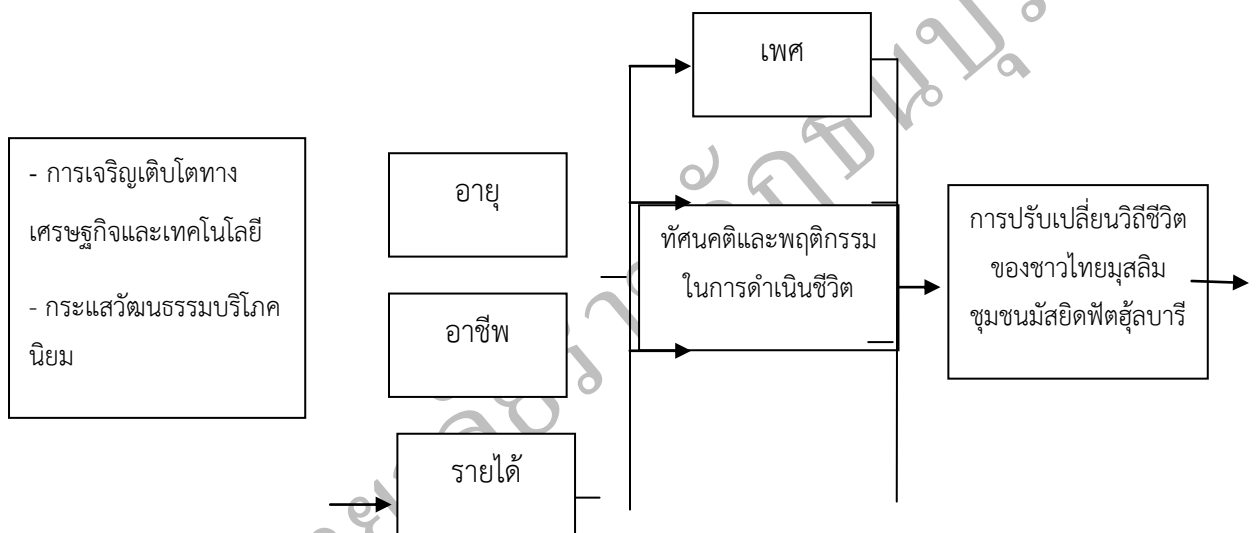 เพศ
- การเจริญเติบโตทาง
เศรษฐกิจและเทคโนโลยี
- กระแสวัฒนธรรมบริโภค
นิยม
อายุ
อาชีพ
รายได้
ทัศนคติและพฤติกรรม
ในการดำเนินชีวิต
การปรับเปลี่ยนวิถีชีวิต
ของชาวไทยมุสลิม
ชุมชนมัสยิดฟัตฮุ้ลบารี